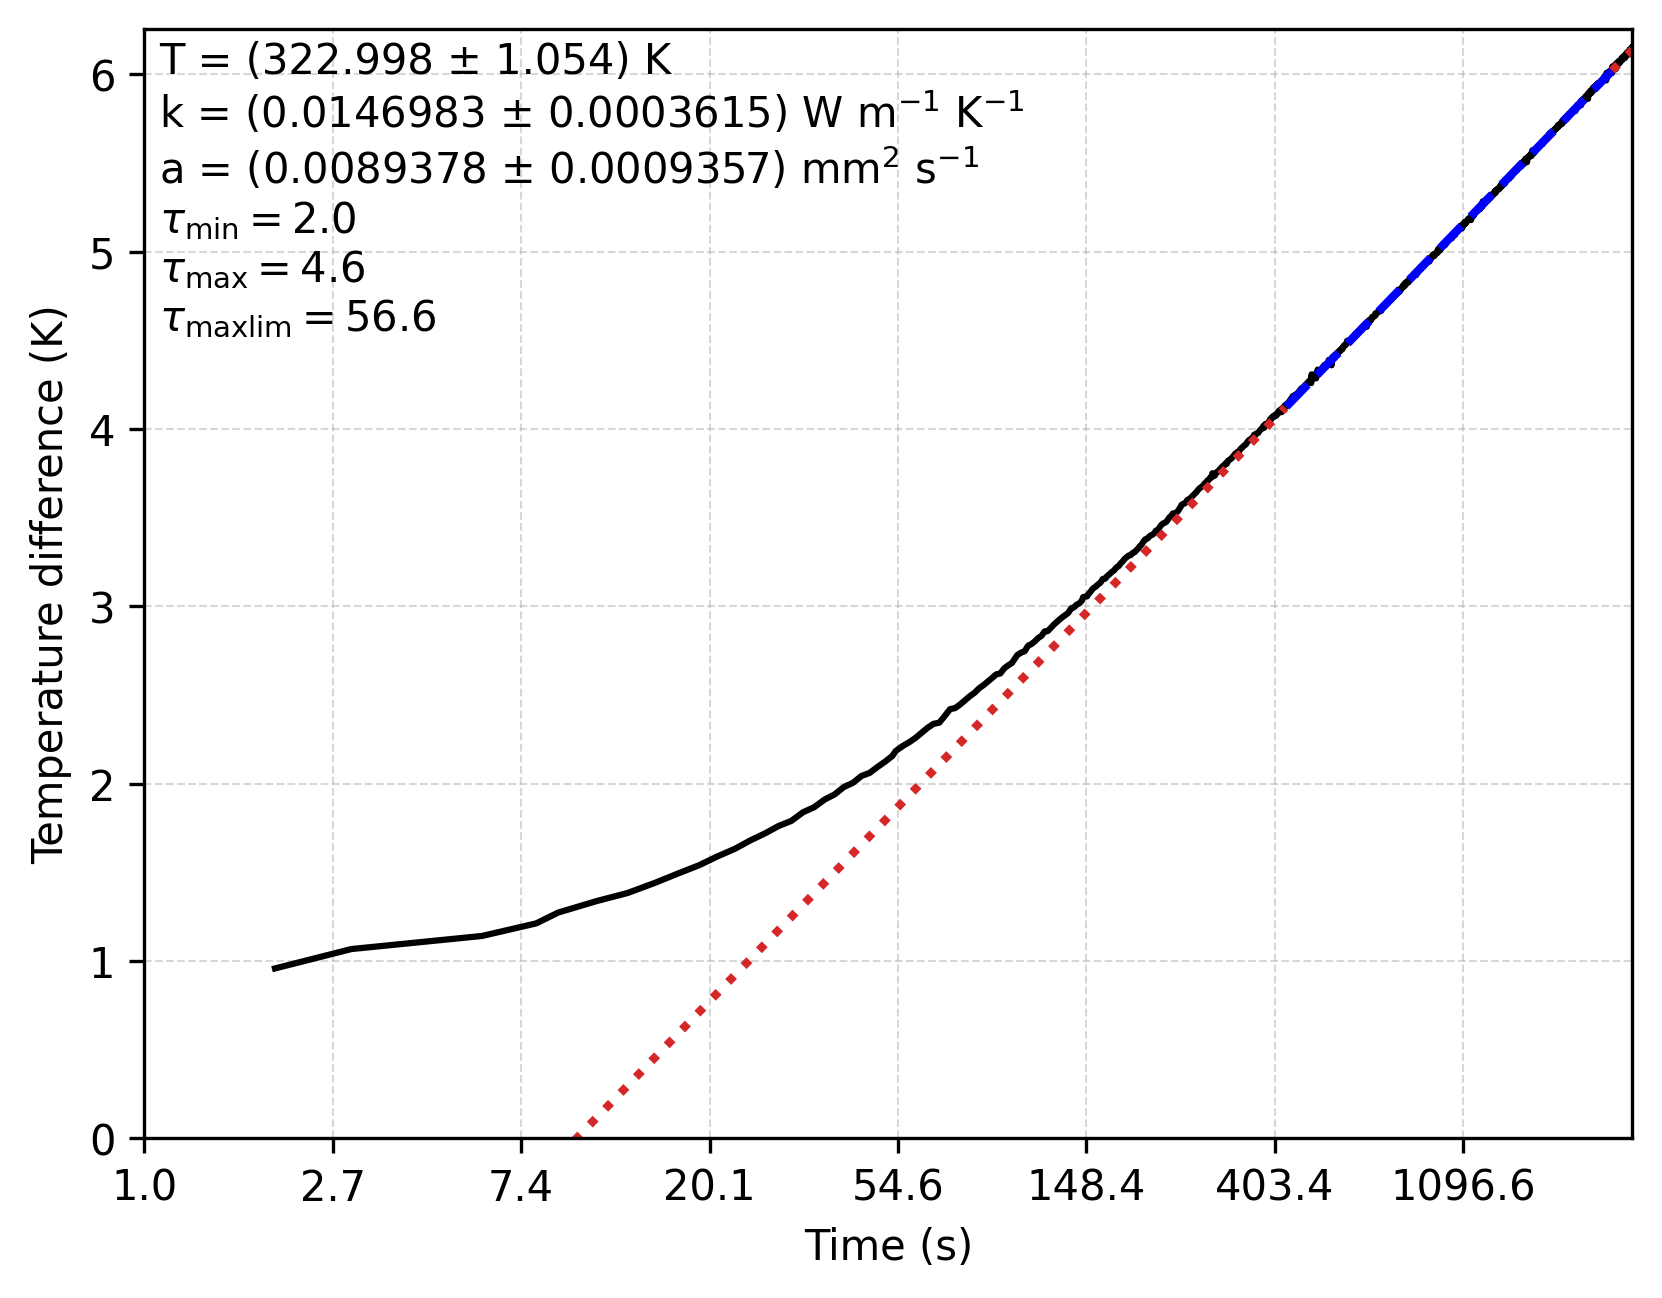 T = (322.998 ± 1.054) K
k = (0.0146983 ± 0.0003615) W m⁻¹ K⁻¹
a = (0.0089378 ± 0.0009357) mm² s⁻¹
τmin = 2.0
τmax = 4.6
τmaxlim = 56.6
6
5
4
3
2
1
0
1.0 2.7 7.4 20.1 54.6 148.4 403.4 1096.6
Time (s)
Temperature difference (K)